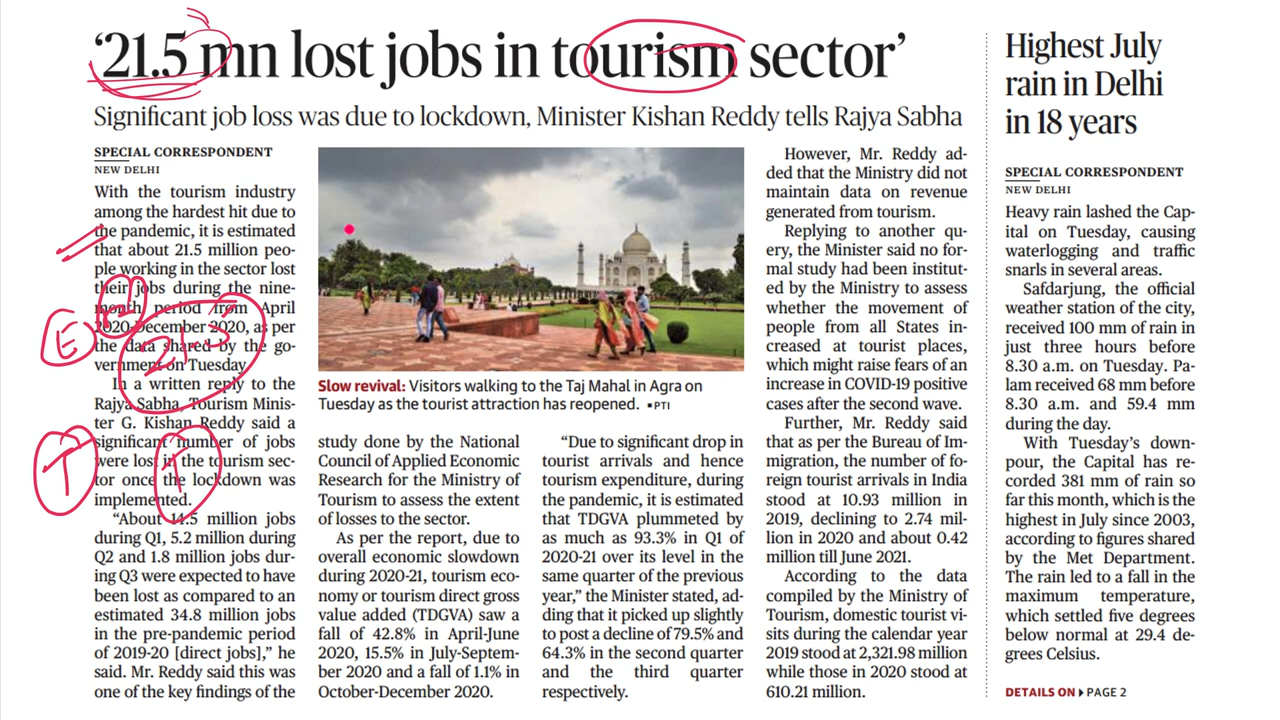 ‘21.5 mn lost jobs in tourism sector’
Significant job loss was due to lockdown, Minister Kishan Reddy tells Rajya Sabha
SPECIAL CORRESPONDENT
NEW DELHI
With the tourism industry
among the hardest hit due to
the pandemic, it is estimated
that about 21.5 million peo-
ple working in the sector lost
their jobs during the nine-
month period from April
2020-December 2020, as per
the data shared by the go-
vernment on Tuesday.
In a written reply to the
Rajya Sabha, Tourism Minis-
ter G. Kishan Reddy said a
significant number of jobs
were lost in the tourism sec-
tor once the lockdown was
implemented.
“About 14.5 million jobs
during Q1, 5.2 million during
Q2 and 1.8 million jobs dur-
ing Q3 were expected to have
been lost as compared to an
estimated 34.8 million jobs
in the pre-pandemic period
of 2019-20 [direct jobs],” he
said. Mr. Reddy said this was
one of the key findings of the
E
21.5
T
T
Slow revival: Visitors walking to the Taj Mahal in Agra on
Tuesday as the tourist attraction has reopened. ▪PTI
study done by the National
Council of Applied Economic
Research for the Ministry of
Tourism to assess the extent
of losses to the sector.
As per the report, due to
overall economic slowdown
during 2020-21, tourism eco-
nomy or tourism direct gross
value added (TDGVA) saw a
fall of 42.8% in April-June
2020, 15.5% in July-Septem-
ber 2020 and a fall of 1.1% in
October-December 2020.
“Due to significant drop in
tourist arrivals and hence
tourism expenditure, during
the pandemic, it is estimated
that TDGVA plummeted by
as much as 93.3% in Q1 of
2020-21 over its level in the
same quarter of the previous
year,” the Minister stated, ad-
ding that it picked up slightly
to post a decline of 79.5% and
64.3% in the second quarter
and the third quarter
respectively.
However, Mr. Reddy ad-
ded that the Ministry did not
maintain data on revenue
generated from tourism.
Replying to another qu-
ery, the Minister said no for-
mal study had been institut-
ed by the Ministry to assess
whether the movement of
people from all States in-
creased at tourist places,
which might raise fears of an
increase in COVID-19 positive
cases after the second wave.
Further, Mr. Reddy said
that as per the Bureau of Im-
migration, the number of fo-
reign tourist arrivals in India
stood at 10.93 million in
2019, declining to 2.74 mil-
lion in 2020 and about 0.42
million till June 2021.
According to the data
compiled by the Ministry of
Tourism, domestic tourist vi-
sits during the calendar year
2019 stood at 2,321.98 million
while those in 2020 stood at
610.21 million.
Highest July
rain in Delhi
in 18 years
SPECIAL CORRESPONDENT
NEW DELHI
Heavy rain lashed the Cap-
ital on Tuesday, causing
waterlogging and traffic
snarls in several areas.
Safdarjung, the official
weather station of the city,
received 100 mm of rain in
just three hours before
8.30 a.m. on Tuesday. Pa-
lam received 68 mm before
8.30 a.m. and 59.4 mm
during the day.
With Tuesday’s down-
pour, the Capital has re-
corded 381 mm of rain so
far this month, which is the
highest in July since 2003,
according to figures shared
by the Met Department.
The rain led to a fall in the
maximum temperature,
which settled five degrees
below normal at 29.4 de-
grees Celsius.
DETAILS ON ▶ PAGE 2